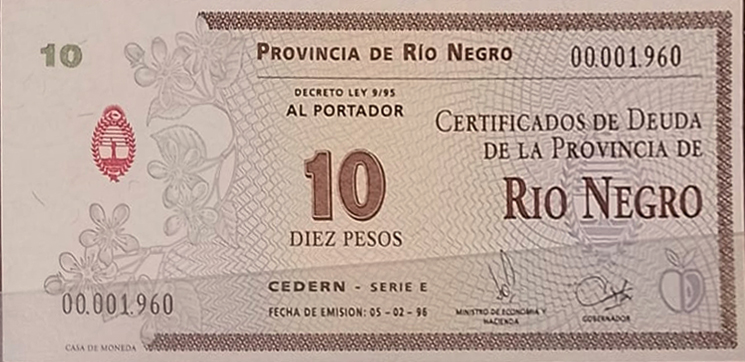 10
PROVINCIA DE RÍO NEGRO
00.001.960
DECRETO LEY 9/95
AL PORTADOR
CERTIFICADOS DE DEUDA
DE LA PROVINCIA DE
RIO NEGRO
10
DIEZ PESOS
CEDERN - SERIE E
FECHA DE EMISION: 05 - 02 - 96
00.001.960
MINISTRO DE ECONOMIA Y
HACIENDA
GOBERNADOR
CASA DE MONEDA